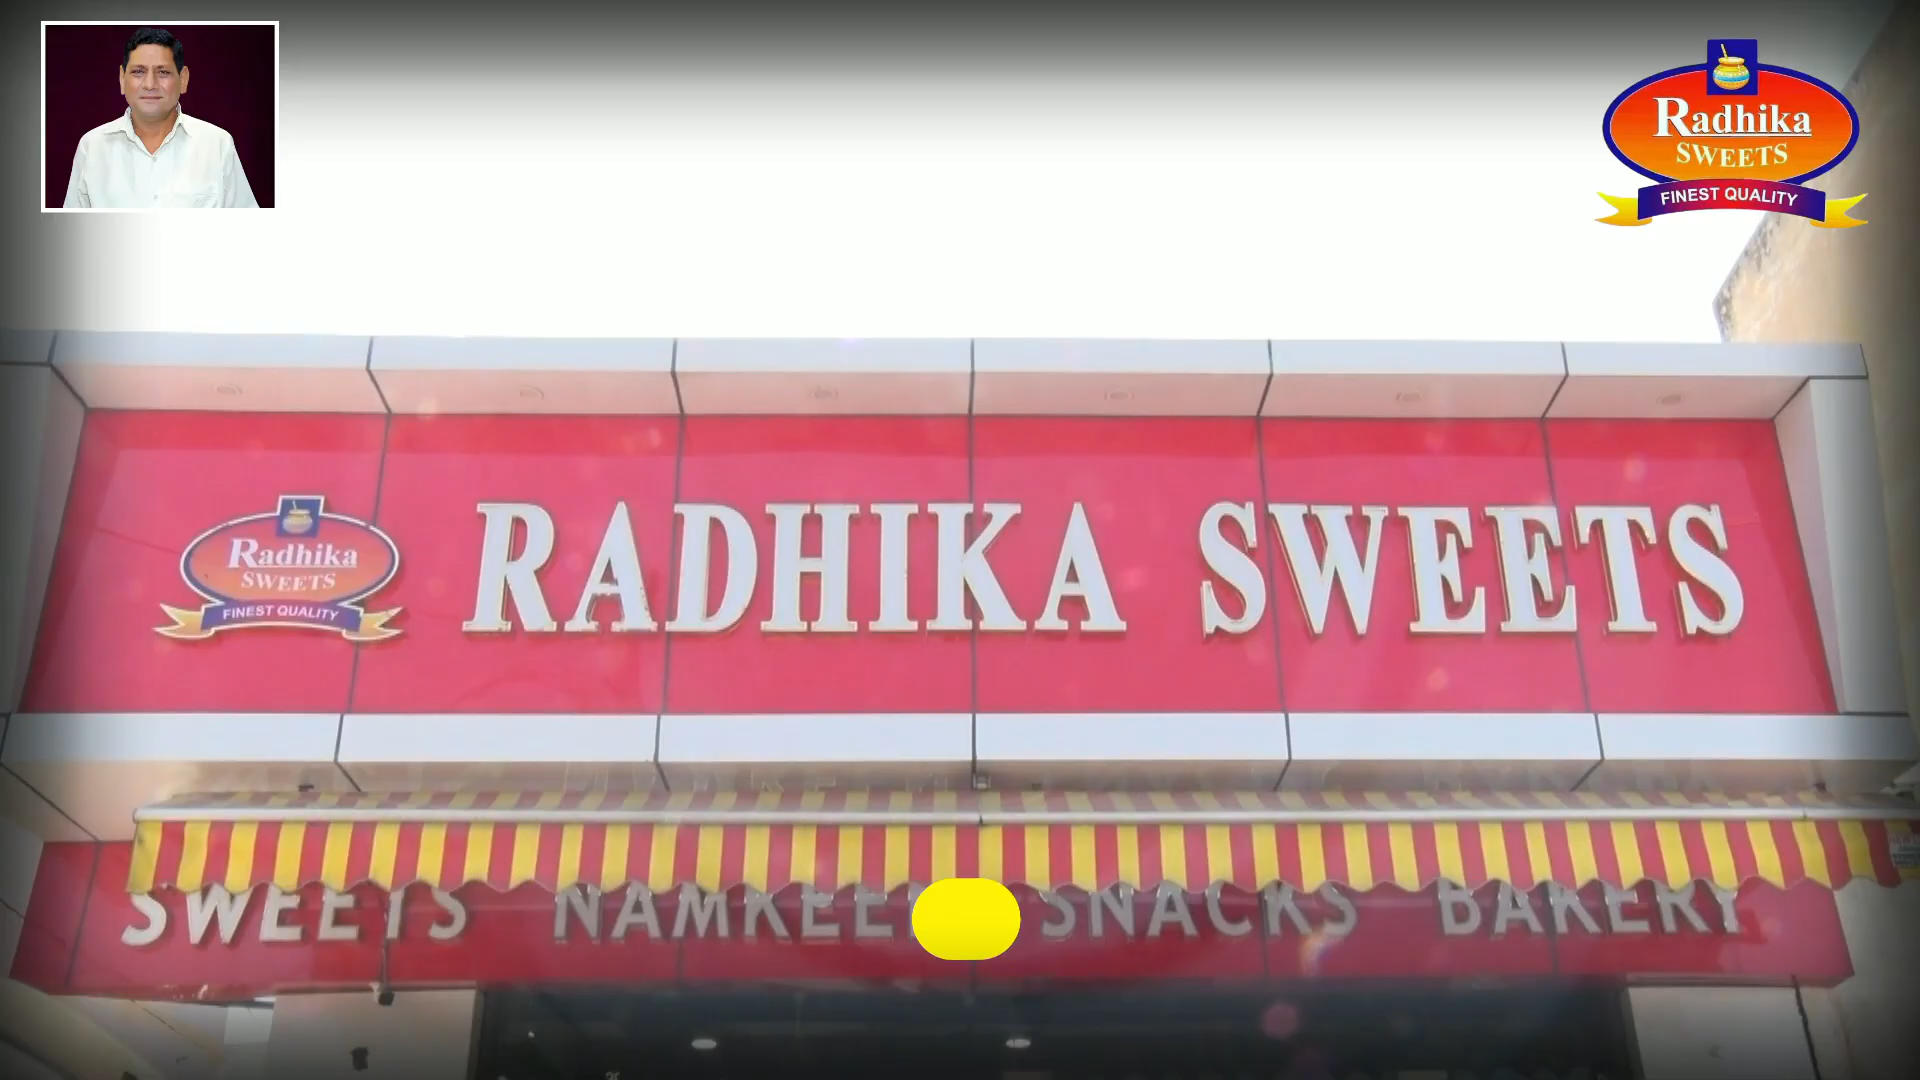 Radhika
SWEETS
FINEST QUALITY
Radhika
SWEETS
FINEST QUALITY
RADHIKA SWEETS
SWEETS SNACKS BAKERY